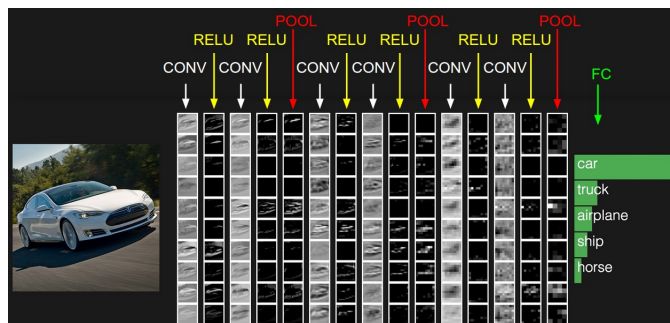 POOL POOL POOL
RELU RELU RELU RELU RELU RELU
CONV CONV CONV CONV CONV CONV
FC
car
truck
airplane
ship
horse